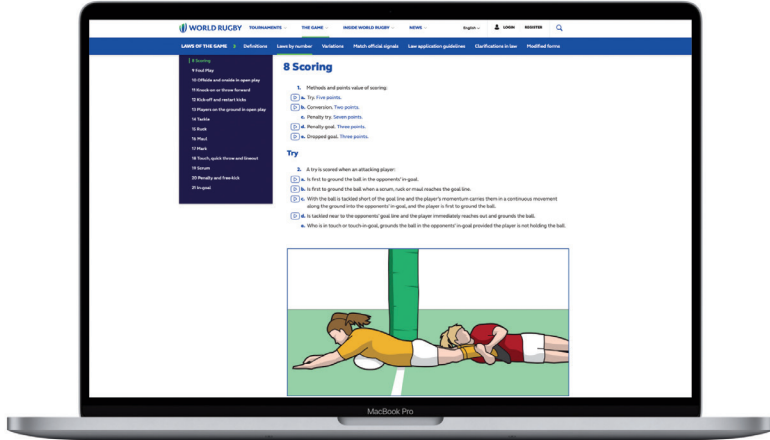 WORLD RUGBY TOURNAMENTS THE GAME INSIDE WORLD RUGBY NEWS English LOGIN REGISTER
LAWS OF THE GAME Definitions Laws by number Variations Match official signals Law application guidelines Clarifications in law Modified forms
8 Scoring
9 Foul Play
10 Offside and onside in open play
11 Knock-on or throw forward
12 Kick-off and restart kicks
13 Players on the ground in open play
14 Tackle
15 Ruck
16 Maul
17 Mark
18 Touch, quick throw and lineout
19 Scrum
20 Penalty and free-kick
21 In-goal
8 Scoring
1. Methods and points value of scoring:
a. Try. Five points.
b. Conversion. Two points.
c. Penalty try. Seven points.
d. Penalty goal. Three points.
e. Dropped goal. Three points.
Try
2. A try is scored when an attacking player:
a. Is first to ground the ball in the opponents' in-goal.
b. Is first to ground the ball when a scrum, ruck or maul reaches the goal line.
c. With the ball is tackled short of the goal line and the player's momentum carries them in a continuous movement
along the ground into the opponents' in-goal, and the player is first to ground the ball.
d. Is tackled near to the opponents' goal line and the player immediately reaches out and grounds the ball.
e. Who is in touch or touch-in-goal, grounds the ball in the opponents' in-goal provided the player is not holding the ball.
MacBook Pro